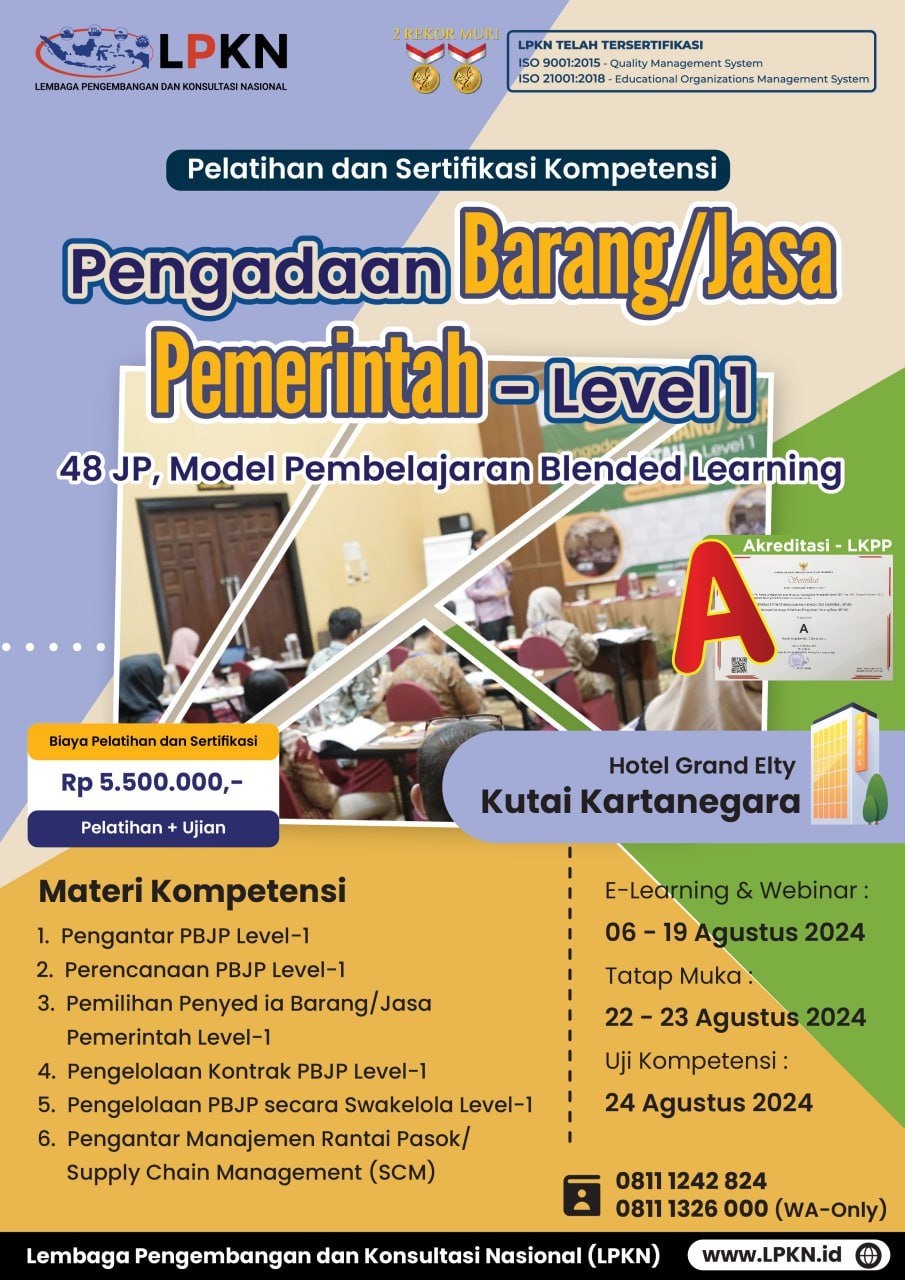 LPKN
LEMBAGA PENGEMBANGAN DAN KONSULTASI NASIONAL
2 REKOR MURI
LPKN TELAH TERSERTIFIKASI
ISO 9001:2015 - Quality Management System
ISO 21001:2018 - Educational Organizations Management System
Pelatihan dan Sertifikasi Kompetensi
Pengadaan Barang/Jasa
Pemerintah - Level 1
48 JP, Model Pembelajaran Blended Learning
Akreditasi - LKPP
A
Sertifikat
A
Biaya Pelatihan dan Sertifikasi
Rp 5.500.000,-
Pelatihan + Ujian
Hotel Grand Elty
Kutai Kartanegara
HOTEL
Materi Kompetensi
1. Pengantar PBJP Level-1
2. Perencanaan PBJP Level-1
3. Pemilihan Penyed ia Barang/Jasa
Pemerintah Level-1
4. Pengelolaan Kontrak PBJP Level-1
5. Pengelolaan PBJP secara Swakelola Level-1
6. Pengantar Manajemen Rantai Pasok/
Supply Chain Management (SCM)
E-Learning & Webinar :
06 - 19 Agustus 2024
Tatap Muka :
22 - 23 Agustus 2024
Uji Kompetensi :
24 Agustus 2024
0811 1242 824
0811 1326 000 (WA-Only)
Lembaga Pengembangan dan Konsultasi Nasional (LPKN)
www.LPKN.id